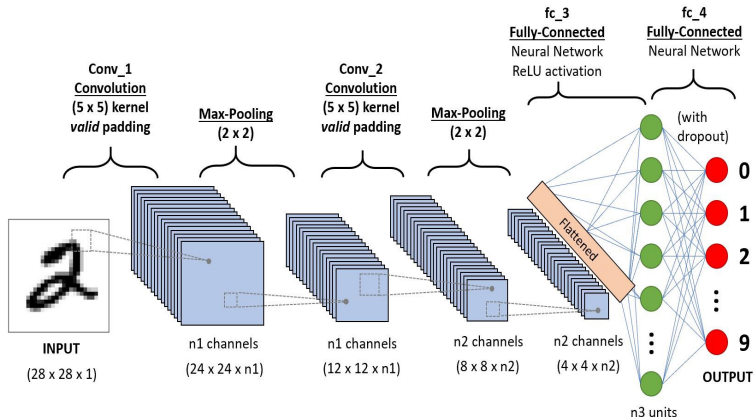 Conv_1
Convolution
(5 x 5) kernel
valid padding
Max-Pooling
(2 x 2)
Conv_2
Convolution
(5 x 5) kernel
valid padding
Max-Pooling
(2 x 2)
fc_3
Fully-Connected
Neural Network
ReLU activation
fc_4
Fully-Connected
Neural Network
(with
dropout)
Flattened
0
1
2
9
OUTPUT
2
INPUT
(28 x 28 x 1)
n1 channels
(24 x 24 x n1)
n1 channels
(12 x 12 x n1)
n2 channels
(8 x 8 x n2)
n2 channels
(4 x 4 x n2)
n3 units